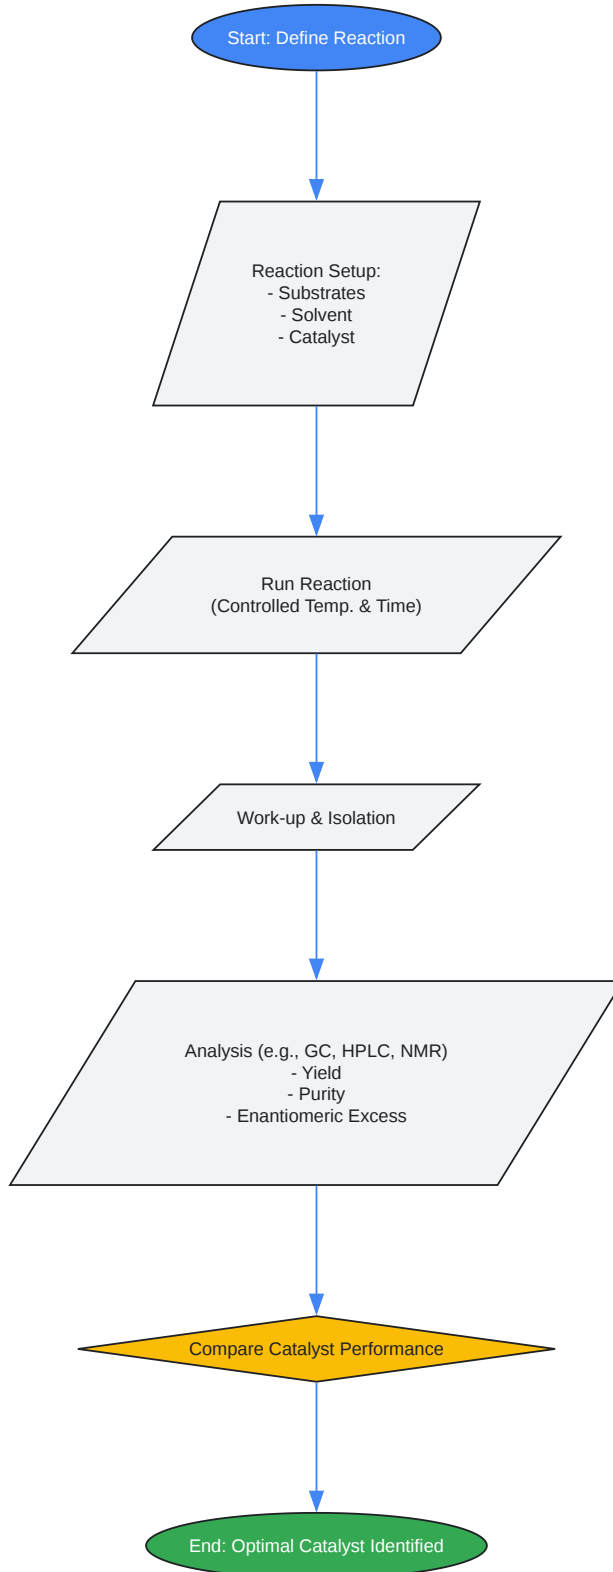 Start: Define Reaction
Reaction Setup:
- Substrates
- Solvent
- Catalyst
Run Reaction
(Controlled Temp. & Time)
Work-up & Isolation
Analysis (e.g., GC, HPLC, NMR)
- Yield
- Purity
- Enantiomeric Excess
Compare Catalyst Performance
End: Optimal Catalyst Identified